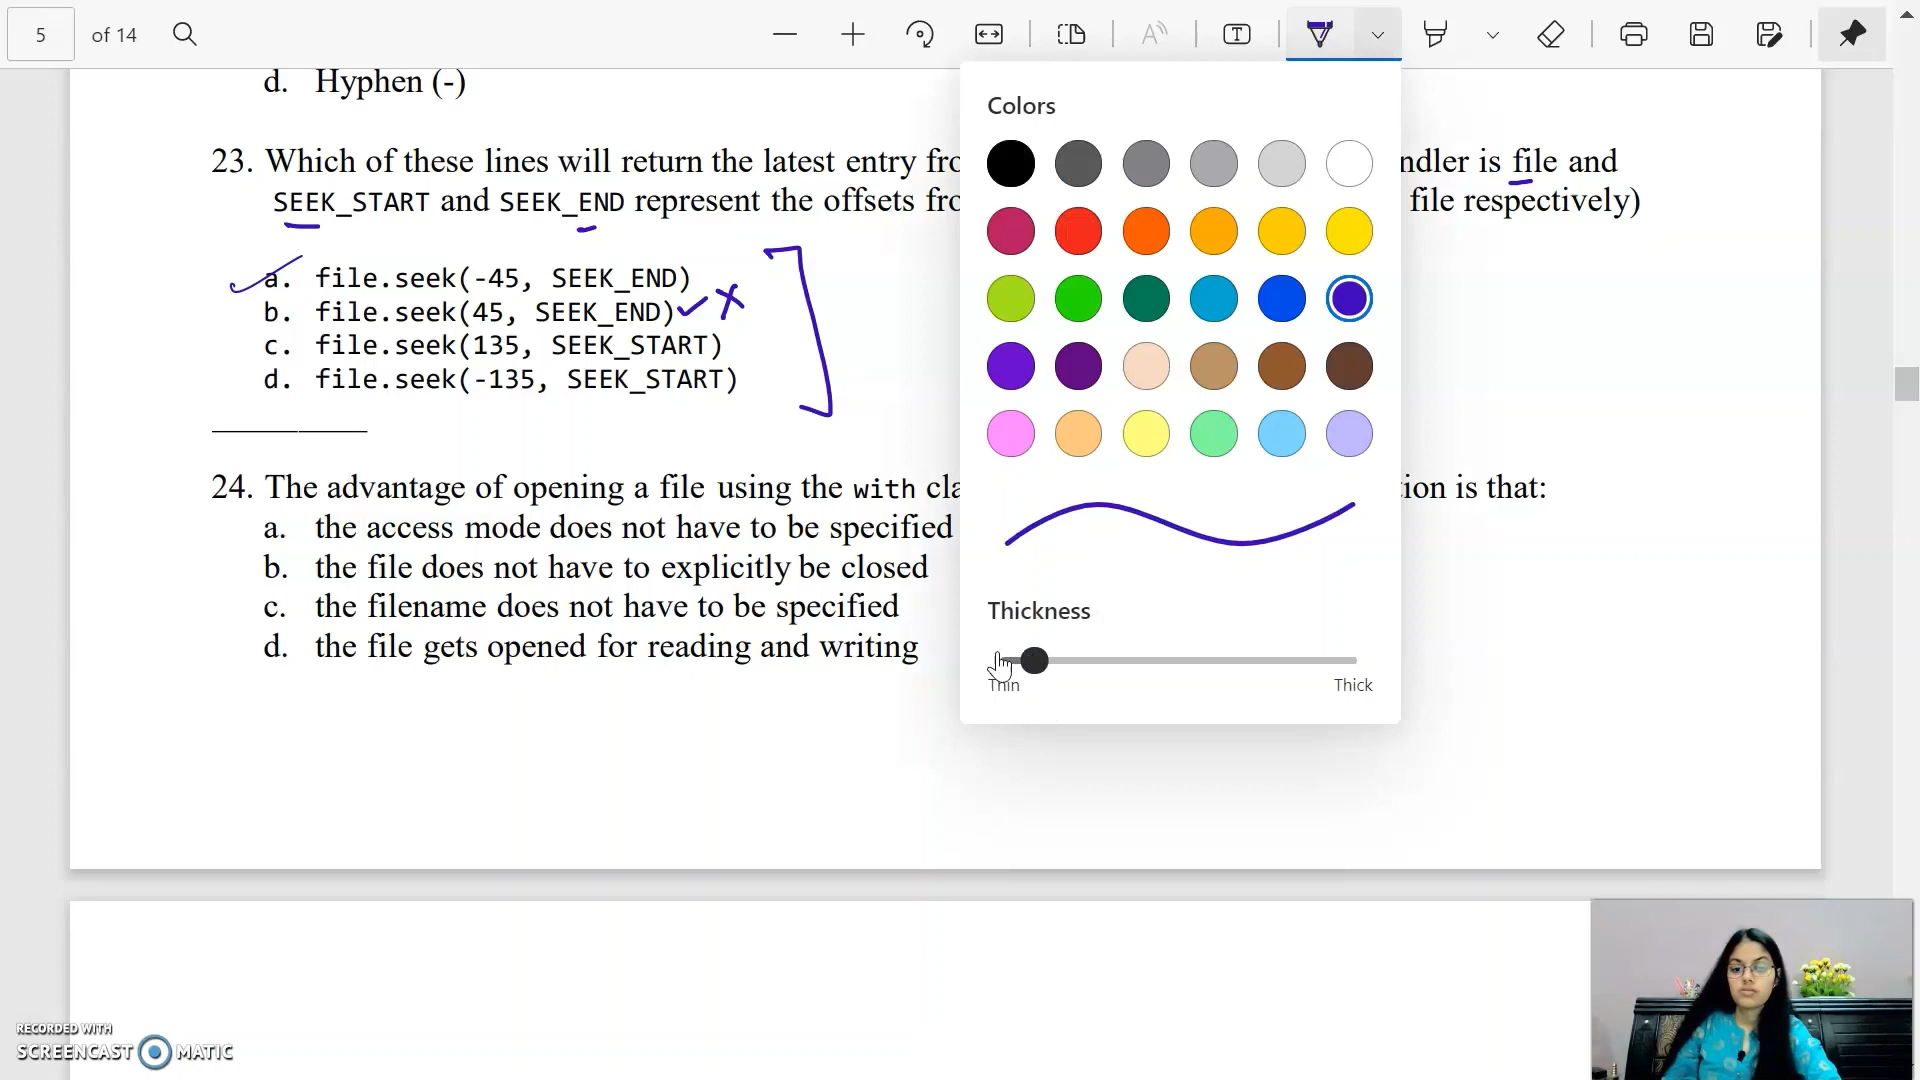 5 of 14
d. Hyphen (-)
23. Which of these lines will return the latest entry fro ndler is file and
SEEK_START and SEEK_END represent the offsets fro file respectively)
a. file.seek(-45, SEEK_END)
b. file.seek(45, SEEK_END)
c. file.seek(135, SEEK_START)
d. file.seek(-135, SEEK_START)
24. The advantage of opening a file using the with cla tion is that:
a. the access mode does not have to be specified
b. the file does not have to explicitly be closed
c. the filename does not have to be specified
d. the file gets opened for reading and writing
Colors
Thickness
Thin Thick
RECORDED WITH
SCREENCAST MATIC